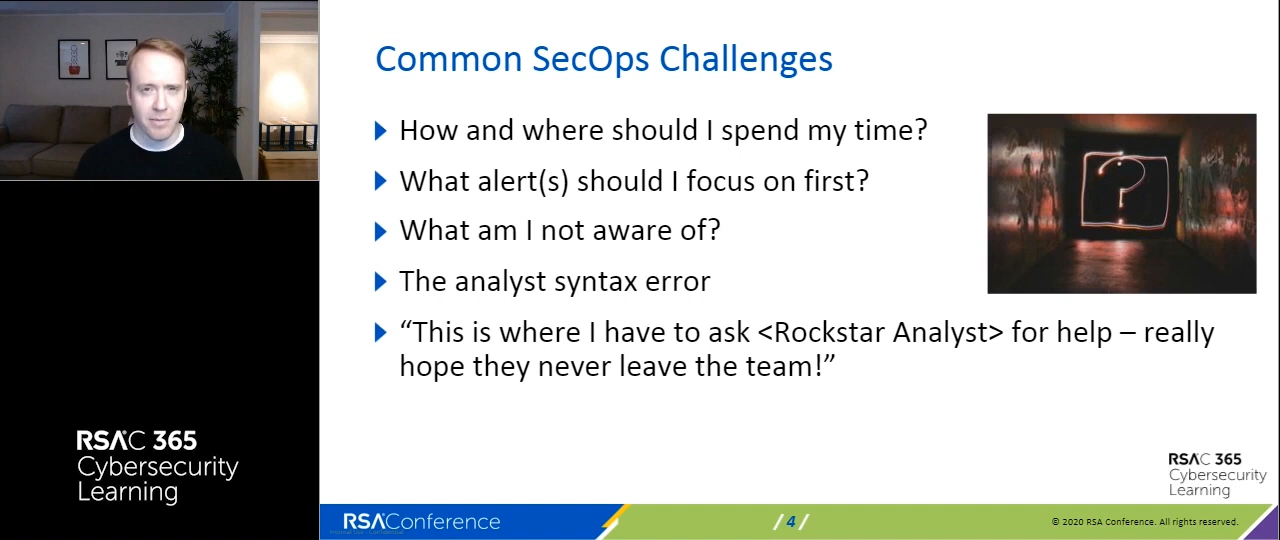 Common SecOps Challenges
How and where should I spend my time?
What alert(s) should I focus on first?
What am I not aware of?
The analyst syntax error
“This is where I have to ask <Rockstar Analyst> for help – really
hope they never leave the team!”
RSAC 365
Cybersecurity
Learning
RSAC 365
Cybersecurity
Learning
RSAConference
/ 4 /
© 2020 RSA Conference. All rights reserved.